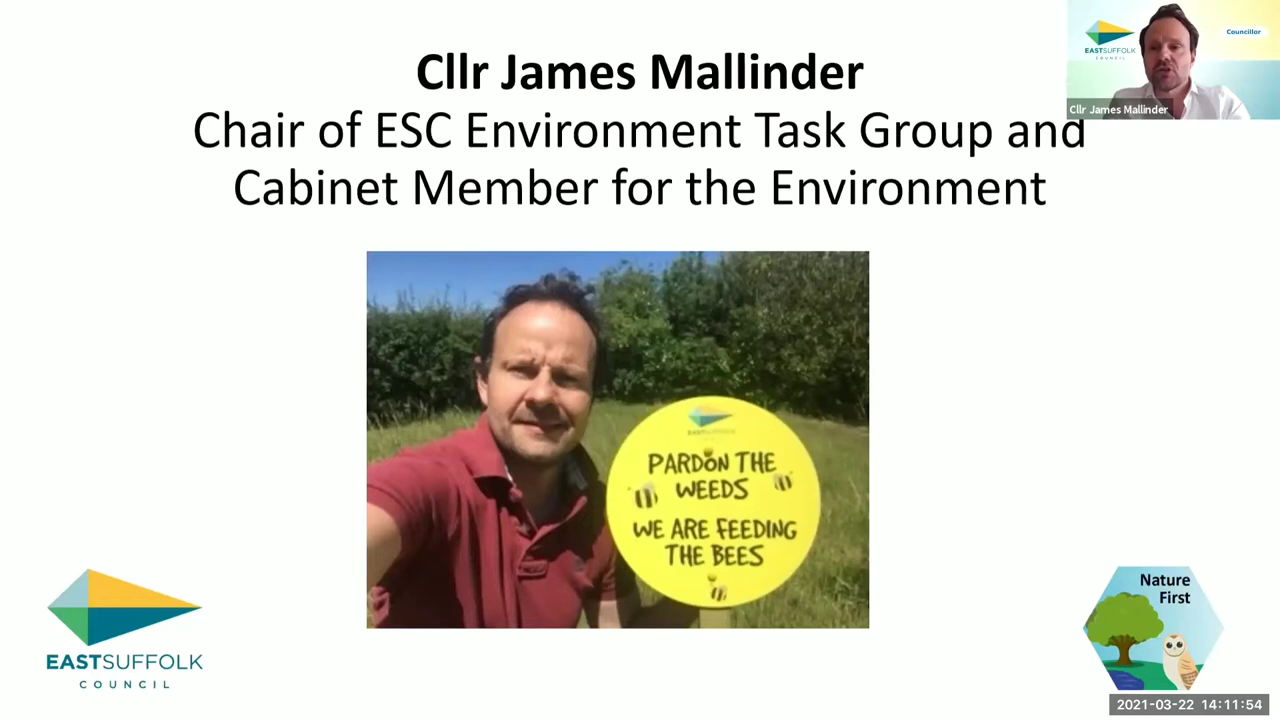 Cllr James Mallinder
Chair of ESC Environment Task Group and
Cabinet Member for the Environment
EASTSUFFOLK
COUNCIL
Councillor
Cllr James Mallinder
EASTSUFFOLK
PARDON THE
WEEDS
WE ARE FEEDING
THE BEES
EASTSUFFOLK
COUNCIL
Nature
First
2021-03-22 14:11:54